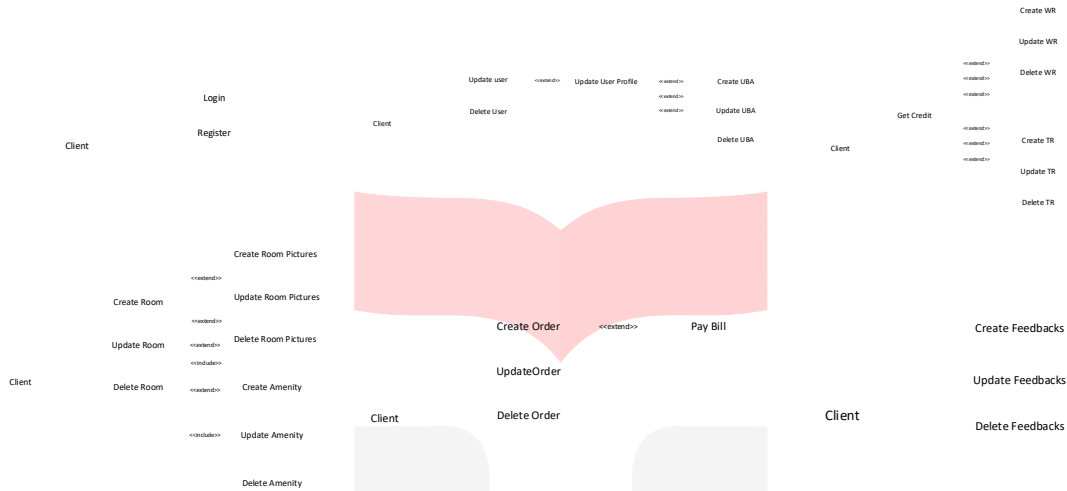 Login
Register
Client
Update user
<<extend>>
Update User Profile
<<extend>>
Create UBA
<<extend>>
Delete User
<<extend>>
Update UBA
Client
Delete UBA
Create WR
Update WR
<<extend>>
Delete WR
<<extend>>
<<extend>>
Get Credit
<<extend>>
Create TR
<<extend>>
Client
<<extend>>
Update TR
Delete TR
Create Room Pictures
<<extend>>
Create Room
Update Room Pictures
<<extend>>
Update Room
<<extend>>
Delete Room Pictures
<<include>>
Client
Delete Room
<<extend>>
Create Amenity
<<include>>
Update Amenity
Delete Amenity
Create Order
<<extend>>
Pay Bill
UpdateOrder
Client
Delete Order
Create Feedbacks
Update Feedbacks
Client
Delete Feedbacks